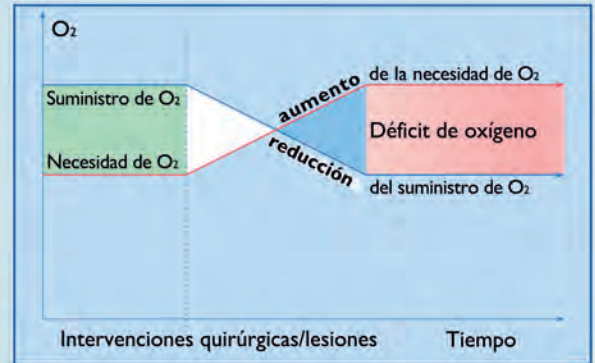 O₂
Suministro de O₂
Necesidad de O₂
aumento
de la necesidad de O₂
Déficit de oxígeno
reducción
del suministro de O₂
Intervenciones quirúrgicas/lesiones
Tiempo